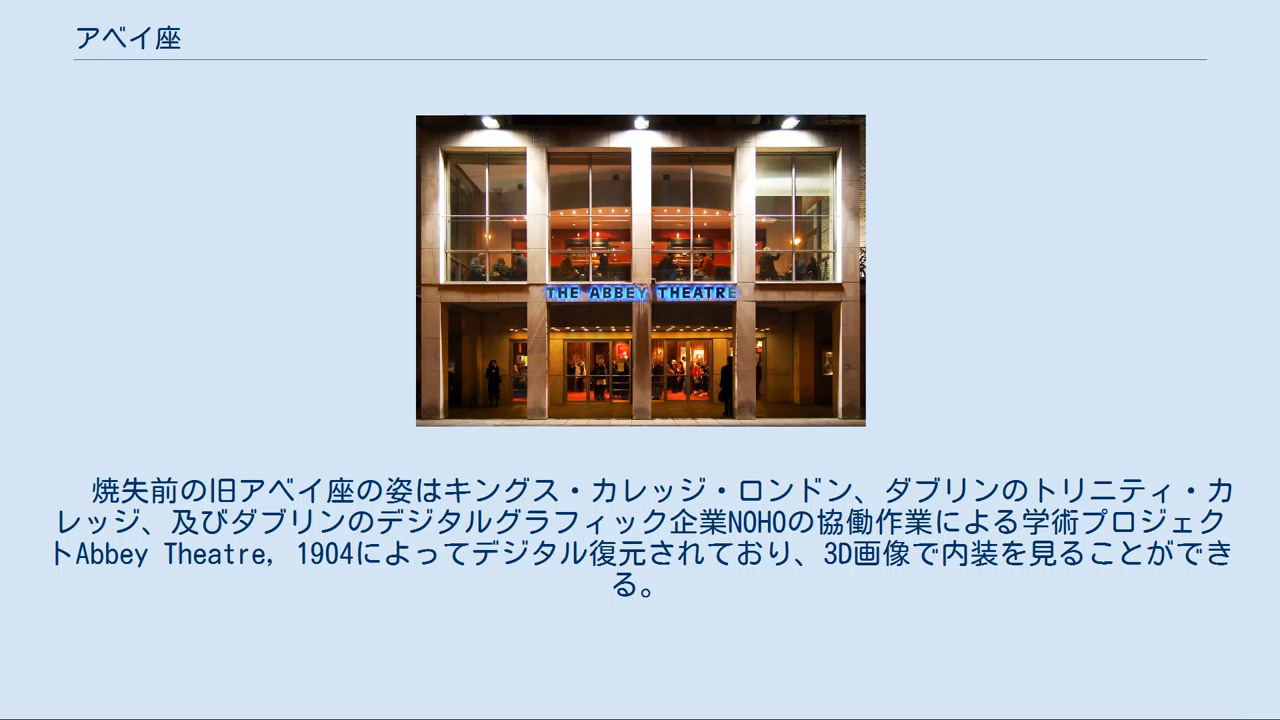 アベイ座
THE ABBEY THEATRE
焼失前の旧アベイ座の姿はキングス・カレッジ・ロンドン、ダブリンのトリニティ・カ
レッジ、及びダブリンのデジタルグラフィック企業NOHOの協働作業による学術プロジェク
トAbbey Theatre, 1904によってデジタル復元されており、3D画像で内装を見ることができ
る。